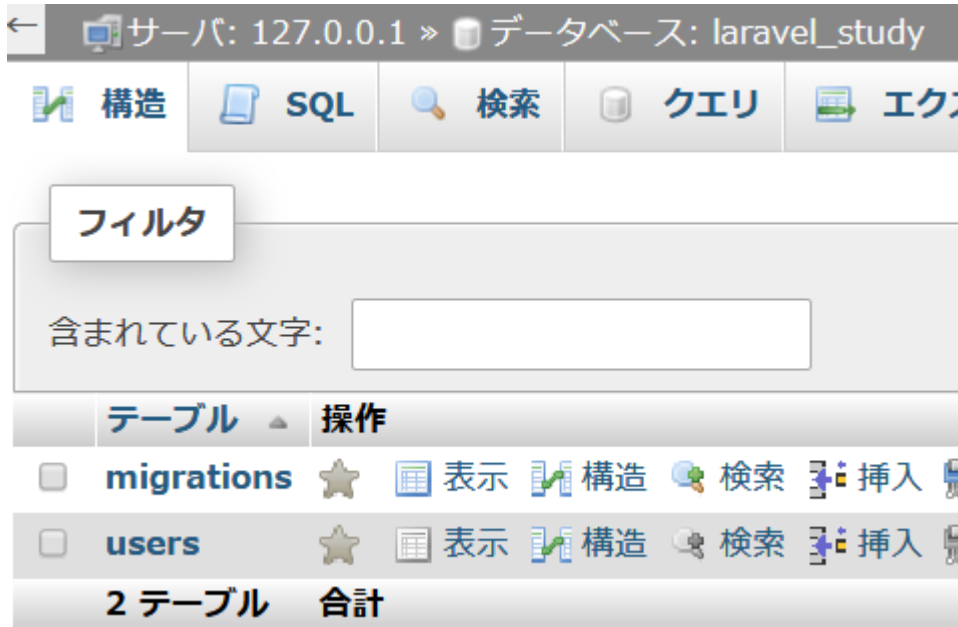 ← サーバ: 127.0.0.1 » データベース: laravel_study
構造 SQL 検索 クエリ エクス
フィルタ
含まれている文字:
テーブル 操作
migrations 表示 構造 検索 挿入
users 表示 構造 検索 挿入
2 テーブル 合計